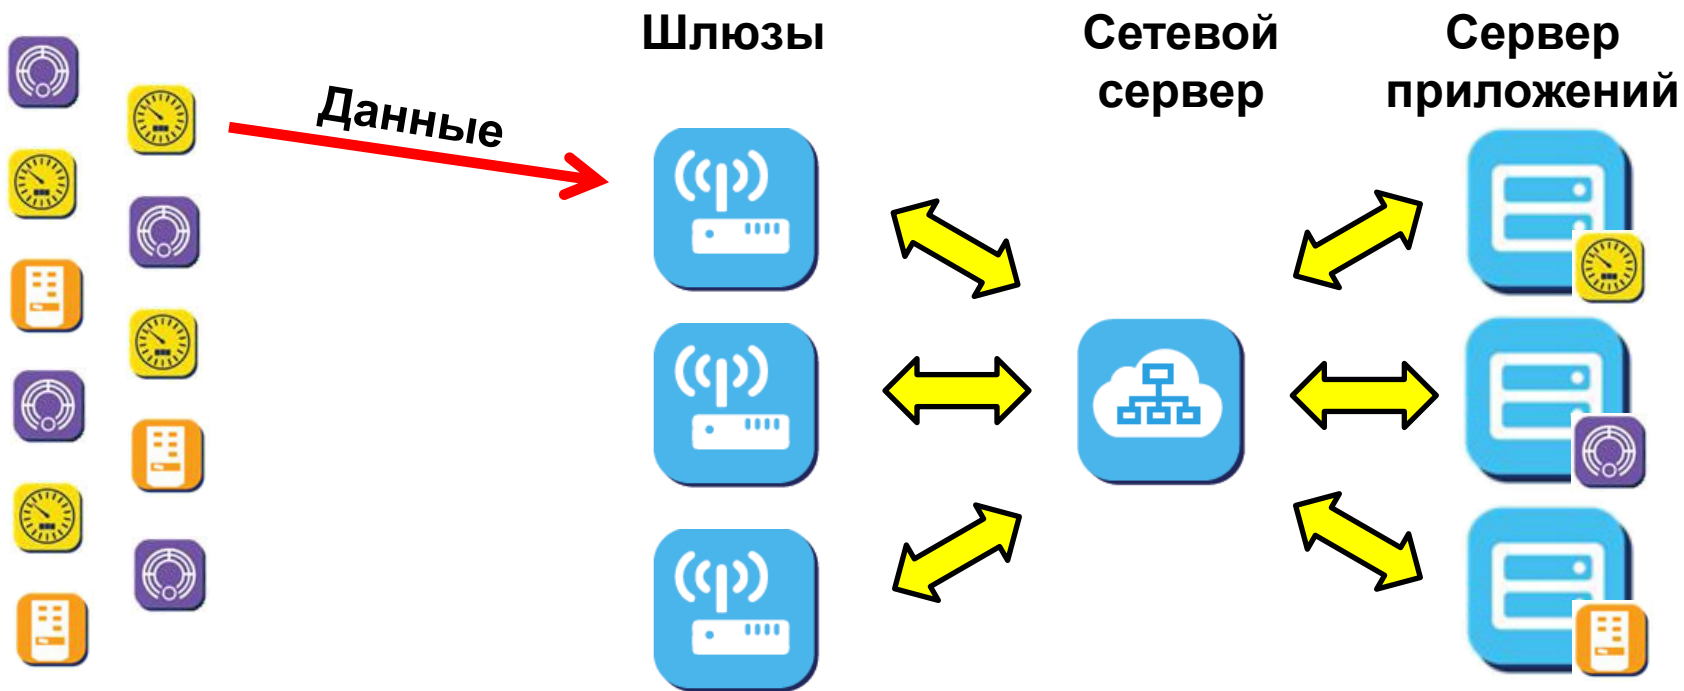 Шлюзы
Сетевой
сервер
Сервер
приложений
Данные